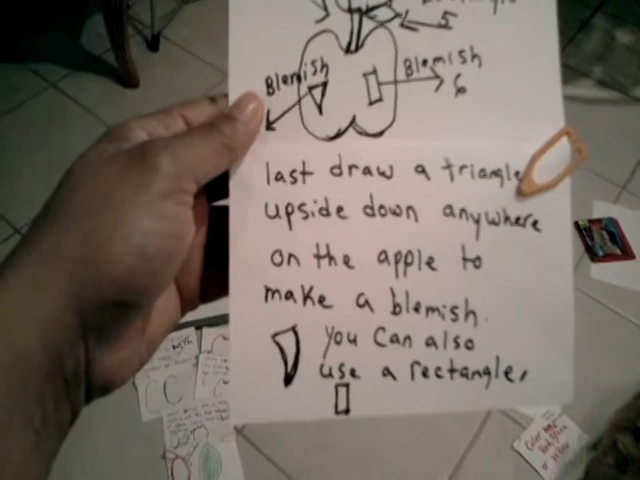 5
Blemish
Blemish
6
last draw a triangle
upside down anywhere
on the apple to
make a blemish.
you can also
use a rectangle,